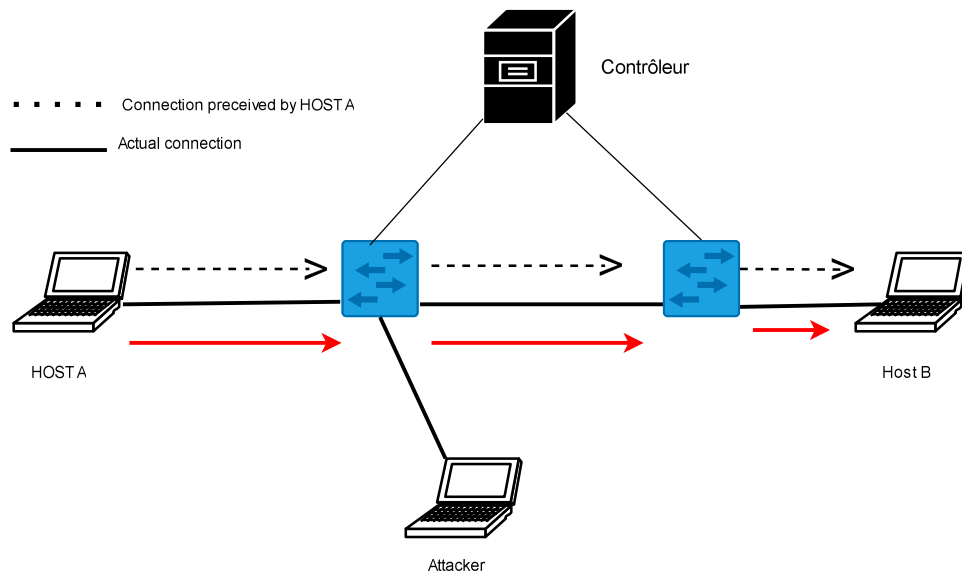 Contrôleur
Connection preceived by HOST A
Actual connection
HOST A
Host B
Attacker